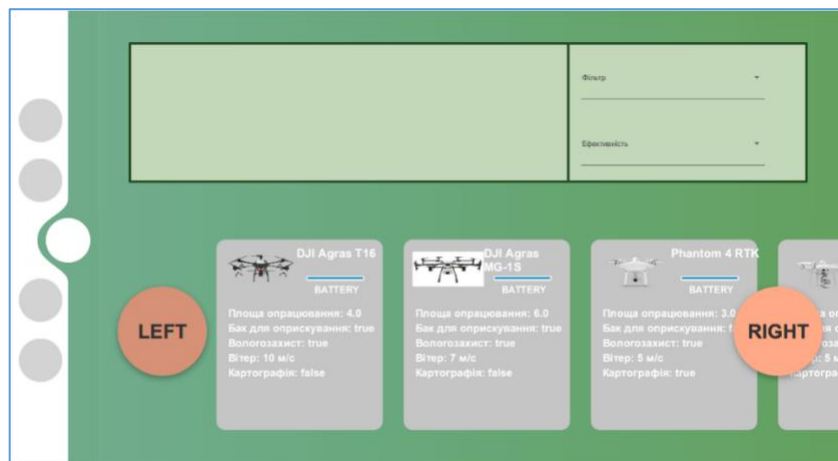 Фільтр
Ефективність
DJI Agras T16
BATTERY
Площа опрацювання: 4.0
Бак для оприскування: true
Вологозахист: true
Вітер: 10 м/с
Картографія: false
DJI Agras
MG-1S
BATTERY
Площа опрацювання: 6.0
Бак для оприскування: true
Вологозахист: true
Вітер: 7 м/с
Картографія: false
Phantom 4 RTK
BATTERY
Площа опрацювання: 3.0
Бак для оприскування:
Вологозахист: true
Вітер: 5 м/с
Картографія: true
LEFT
RIGHT